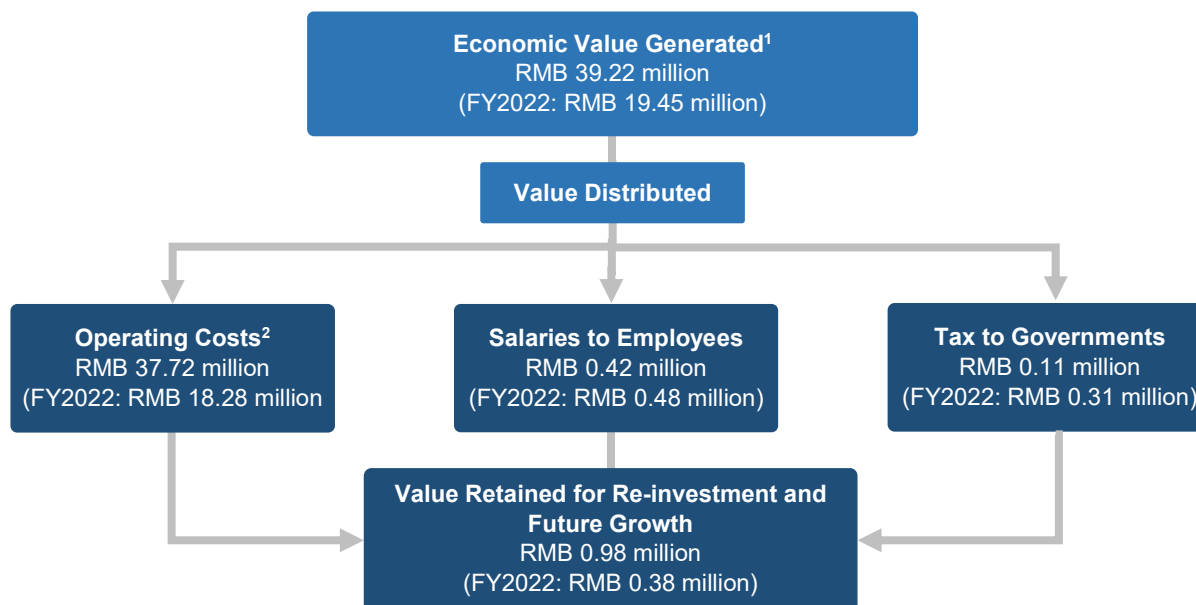 Economic Value Generated¹
RMB 39.22 million
(FY2022: RMB 19.45 million)
Value Distributed
Operating Costs²
RMB 37.72 million
(FY2022: RMB 18.28 million
Salaries to Employees
RMB 0.42 million
(FY2022: RMB 0.48 million)
Tax to Governments
RMB 0.11 million
(FY2022: RMB 0.31 million)
Value Retained for Re-investment and
Future Growth
RMB 0.98 million
(FY2022: RMB 0.38 million)